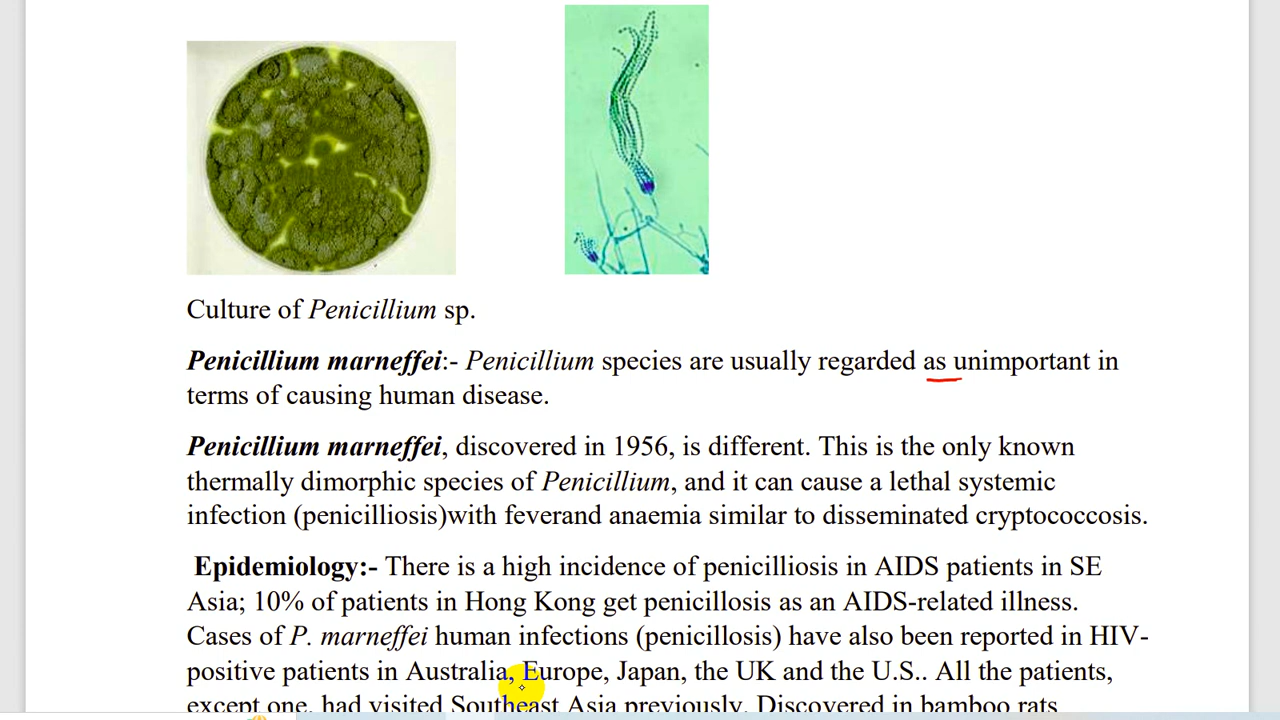 Culture of Penicillium sp.
Penicillium marneffei:- Penicillium species are usually regarded as unimportant in
terms of causing human disease.
Penicillium marneffei, discovered in 1956, is different. This is the only known
thermally dimorphic species of Penicillium, and it can cause a lethal systemic
infection (penicilliosis)with feverand anaemia similar to disseminated cryptococcosis.
Epidemiology:- There is a high incidence of penicilliosis in AIDS patients in SE
Asia; 10% of patients in Hong Kong get penicillosis as an AIDS-related illness.
Cases of P. marneffei human infections (penicillosis) have also been reported in HIV-
positive patients in Australia, Europe, Japan, the UK and the U.S.. All the patients,
except one, had visited Southeast Asia previously. Discovered in bamboo rats